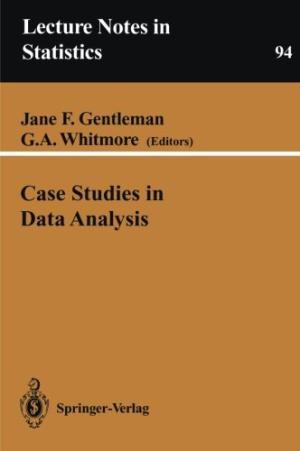 Lecture Notes in
Statistics
94
Jane F. Gentleman
G.A. Whitmore (Editors)
Case Studies in
Data Analysis
Springer-Verlag